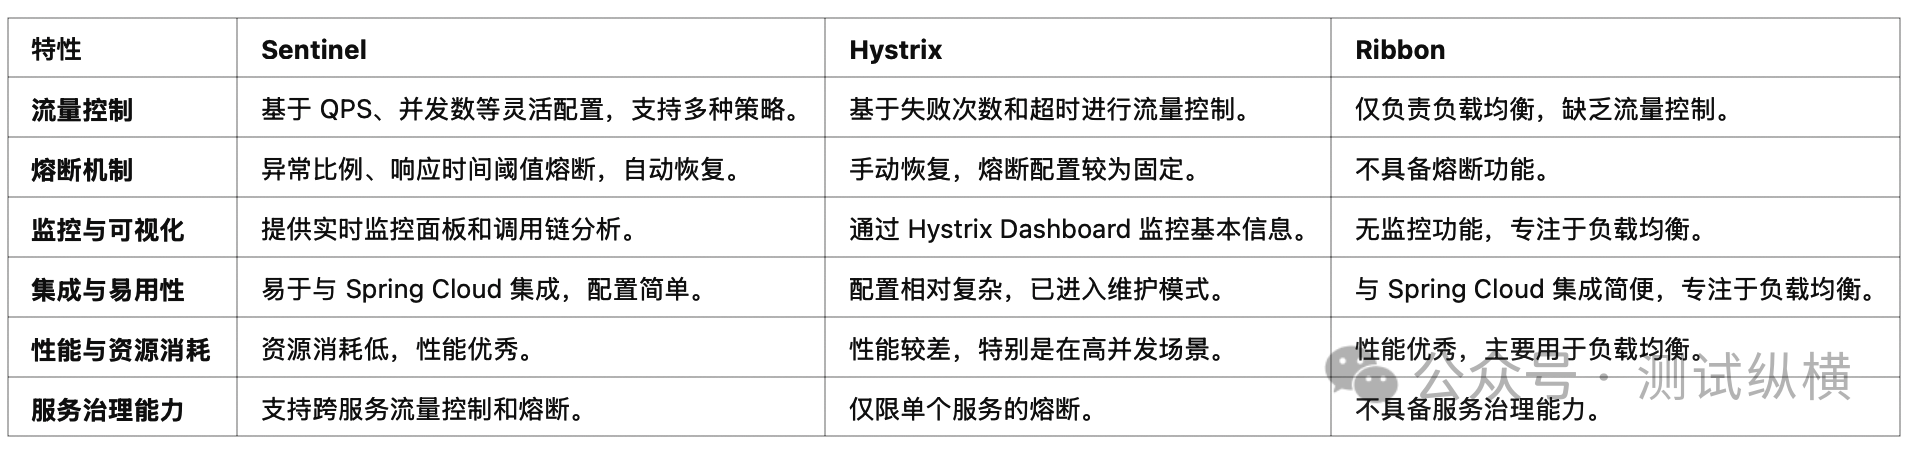 特性 Sentinel Hystrix Ribbon
流量控制 基于 QPS、并发数等灵活配置，支持多种策略。 基于失败次数和超时进行流量控制。 仅负责负载均衡，缺乏流量控制。
熔断机制 异常比例、响应时间阈值熔断，自动恢复。 手动恢复，熔断配置较为固定。 不具备熔断功能。
监控与可视化 提供实时监控面板和调用链分析。 通过 Hystrix Dashboard 监控基本信息。 无监控功能，专注于负载均衡。
集成与易用性 易于与 Spring Cloud 集成，配置简单。 配置相对复杂，已进入维护模式。 与 Spring Cloud 集成简便，专注于负载均衡。
性能与资源消耗 资源消耗低，性能优秀。 性能较差，特别是在高并发场景。 性能优秀，主要用于负载均衡。
公众号 · 测试纵横
服务治理能力 支持跨服务流量控制和熔断。 仅限单个服务的熔断。 不具备服务治理能力。